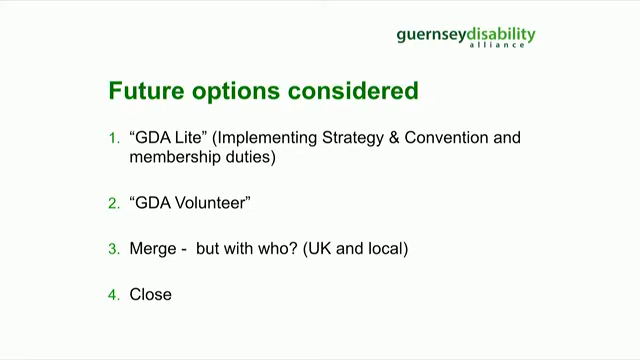 guernseydisability
alliance
Future options considered
1. “GDA Lite” (Implementing Strategy & Convention and
membership duties)
2. “GDA Volunteer”
3. Merge -  but with who? (UK and local)
4. Close